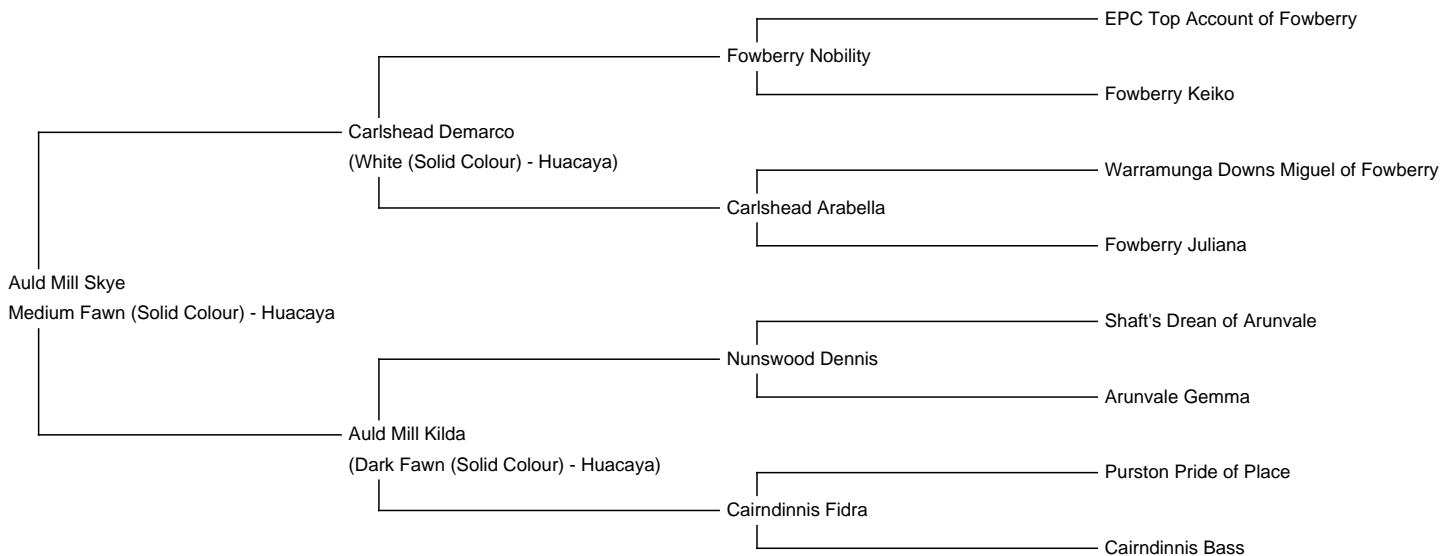 EPC Top Account of Fowberry
Fowberry Nobility
Fowberry Keiko
Carlshead Demarco
(White (Solid Colour) - Huacaya)
Warramunga Downs Miguel of Fowberry
Carlshead Arabella
Fowberry Juliana
Auld Mill Skye
Medium Fawn (Solid Colour) - Huacaya
Shaft's Drean of Arunvale
Nunswood Dennis
Arunvale Gemma
Auld Mill Kilda
(Dark Fawn (Solid Colour) - Huacaya)
Purston Pride of Place
Cairndinnis Fidra
Cairndinnis Bass